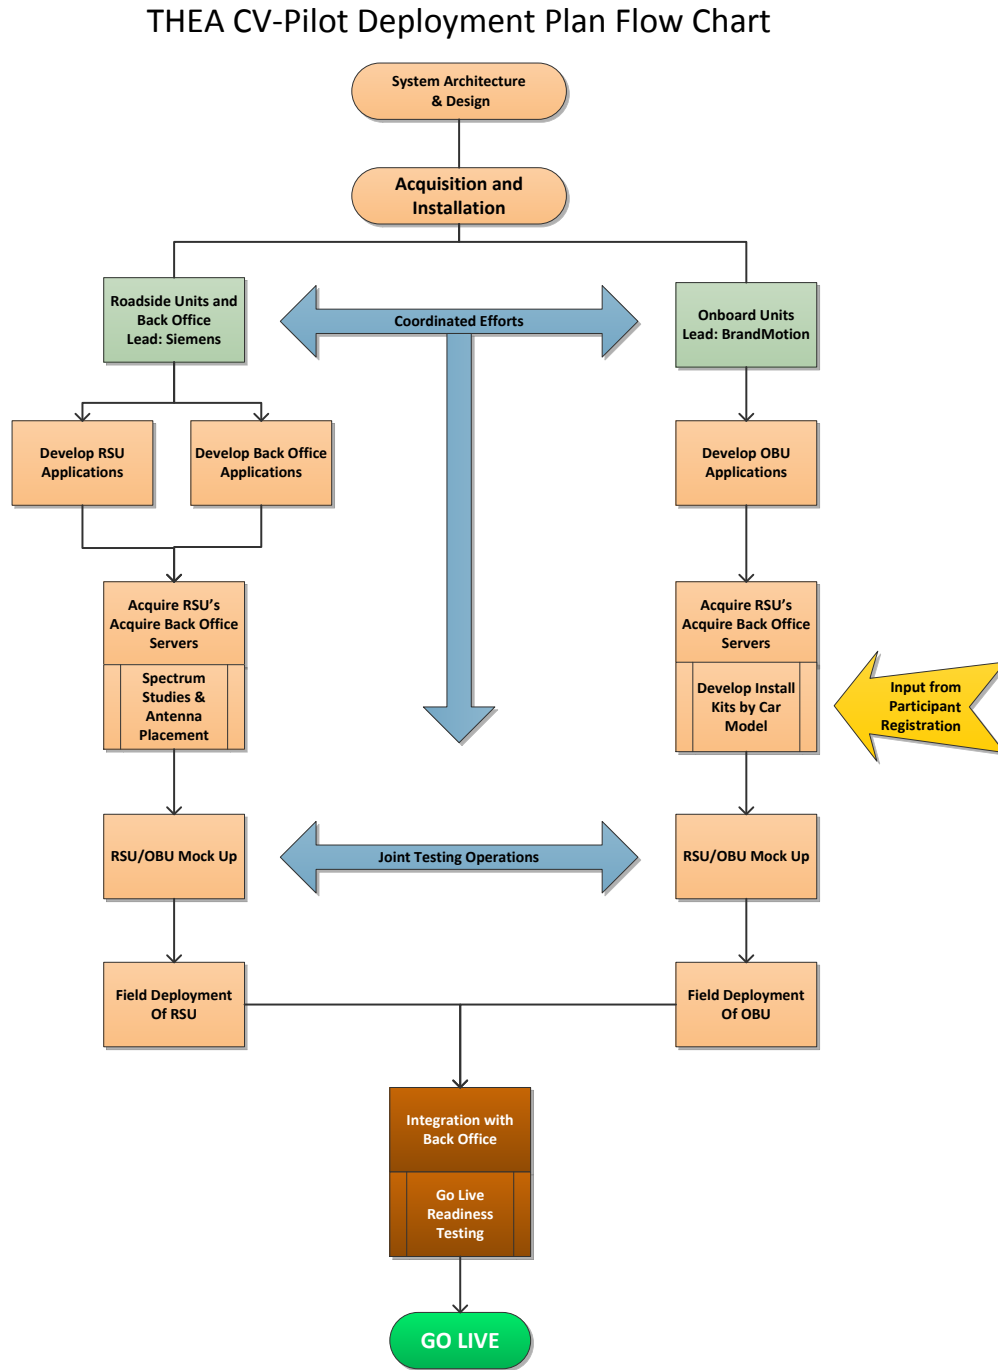 THEA CV-Pilot Deployment Plan Flow Chart
System Architecture
& Design
Acquisition and
Installation
Roadside Units and
Back Office
Lead: Siemens
Coordinated Efforts
Onboard Units
Lead: BrandMotion
Develop RSU
Applications
Develop Back Office
Applications
Develop OBU
Applications
Acquire RSU's
Acquire Back Office
Servers
Spectrum
Studies &
Antenna
Placement
Acquire RSU's
Acquire Back Office
Servers
Develop Install
Kits by Car
Model
Input from
Participant
Registration
RSU/OBU Mock Up
Joint Testing Operations
RSU/OBU Mock Up
Field Deployment
Of RSU
Field Deployment
Of OBU
Integration with
Back Office
Go Live
Readiness
Testing
GO LIVE